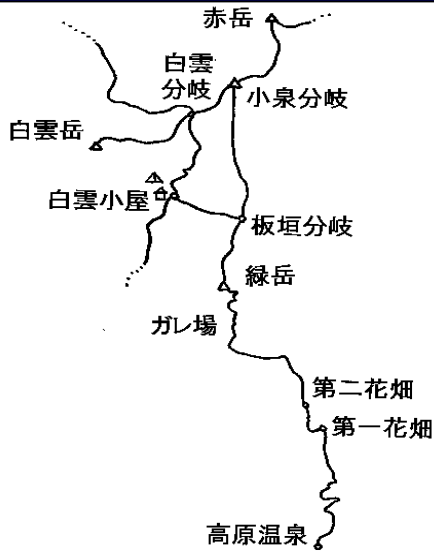 赤岳
白雲
分岐
小泉分岐
白雲岳
白雲小屋
板垣分岐
緑岳
ガレ場
第二花畑
第一花畑
高原温泉